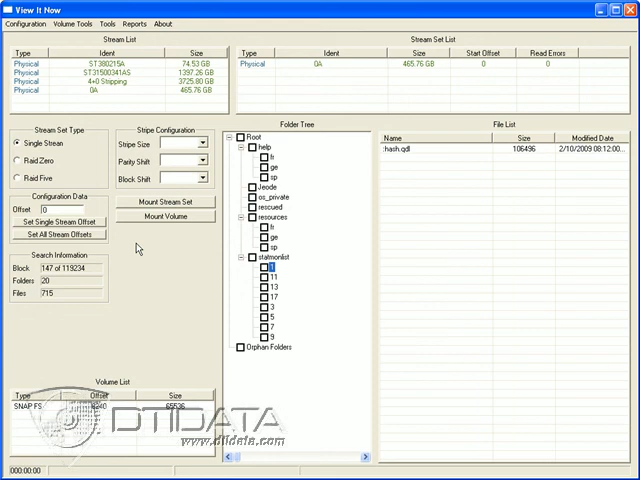 View It Now
Configuration Volume Tools Tools Reports About
Stream List
Type Ident Size
Physical ST380215A 74.53 GB
Physical ST31500341AS 1397.26 GB
Physical 4+0 Stripping 3725.80 GB
Physical 0A 465.76 GB
Stream Set List
Type Ident Size Start Offset Read Errors
Physical 0A 465.76 GB 0 0
Stream Set Type
Single Strean
Raid Zero
Raid Five
Stripe Configuration
Stripe Size
Parity Shift
Block Shift
Configuration Data
Offset 0
Set Single Stream Offset
Set All Stream Offsets
Mount Stream Set
Mount Volume
Search Information
Block 147 of 119234
Folders 20
Files 715
Volume List
Type Offset Size
SNAP FS 8240 65536
Folder Tree
Root
help
fr
ge
sp
Jeode
os_private
rescued
resources
fr
ge
sp
statmonlist
1
11
13
17
3
5
7
9
Orphan Folders
File List
Name Size Modified Date
:hash.qdl 106496 2/10/2009 08:12:00...
DTIDATA
www.dtidata.com
000:00:00